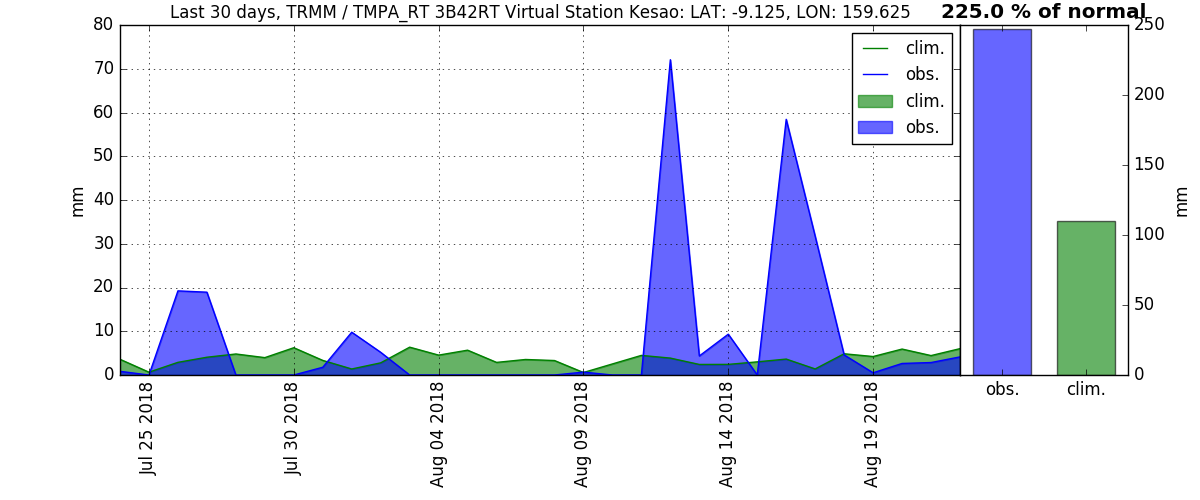 Last 30 days, TRMM / TMPA_RT 3B42RT Virtual Station Kesao: LAT: -9.125, LON: 159.625
225.0 % of normal
80
70
60
50
40
30
20
10
0
mm
clim.
obs.
clim.
obs.
250
200
150
100
50
0
mm
Jul 25 2018
Jul 30 2018
Aug 04 2018
Aug 09 2018
Aug 14 2018
Aug 19 2018
obs.
clim.